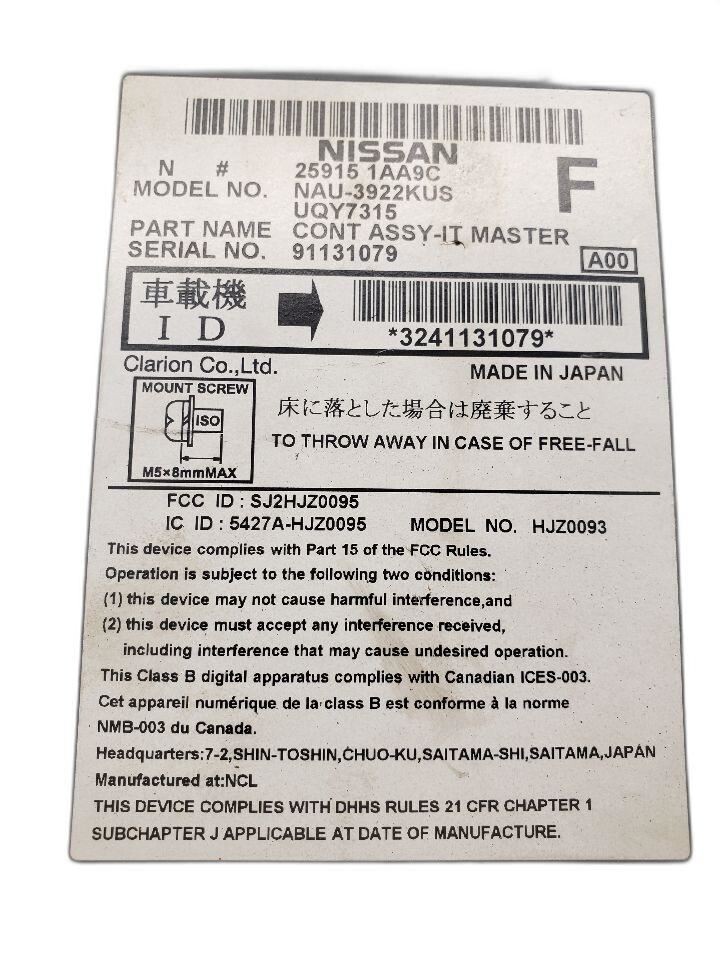 NISSAN
N # 25915 1AA9C
F
MODEL NO. NAU-3922KUS
UQY7315
PART NAME CONT ASSY-IT MASTER
SERIAL NO. 91131079
A00
車載機
ID
*3241131079*
Clarion Co.,Ltd.
MADE IN JAPAN
MOUNT SCREW
ISO
M5×8mmMAX
床に落とした場合は廃棄すること
TO THROW AWAY IN CASE OF FREE-FALL
FCC ID : SJ2HJZ0095
IC ID : 5427A-HJZ0095 MODEL NO. HJZ0093
This device complies with Part 15 of the FCC Rules.
Operation is subject to the following two conditions:
(1) this device may not cause harmful interference,and
(2) this device must accept any interference received,
including interference that may cause undesired operation.
This Class B digital apparatus complies with Canadian ICES-003.
Cet appareil numérique de la class B est conforme à la norme
NMB-003 du Canada.
Headquarters:7-2,SHIN-TOSHIN,CHUO-KU,SAITAMA-SHI,SAITAMA,JAPAN
Manufactured at:NCL
THIS DEVICE COMPLIES WITH DHHS RULES 21 CFR CHAPTER 1
SUBCHAPTER J APPLICABLE AT DATE OF MANUFACTURE.